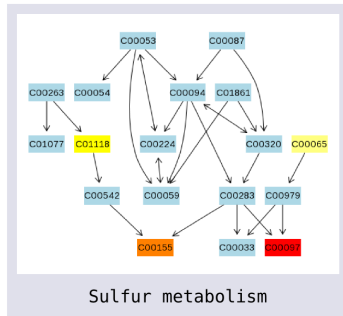 C00053 C00087
C00263 C00054 C00094 C01861
C01077 C01118 C00224 C00320 C00065
C00542 C00059 C00283 C00979
C00155 C00033 C00097
Sulfur metabolism